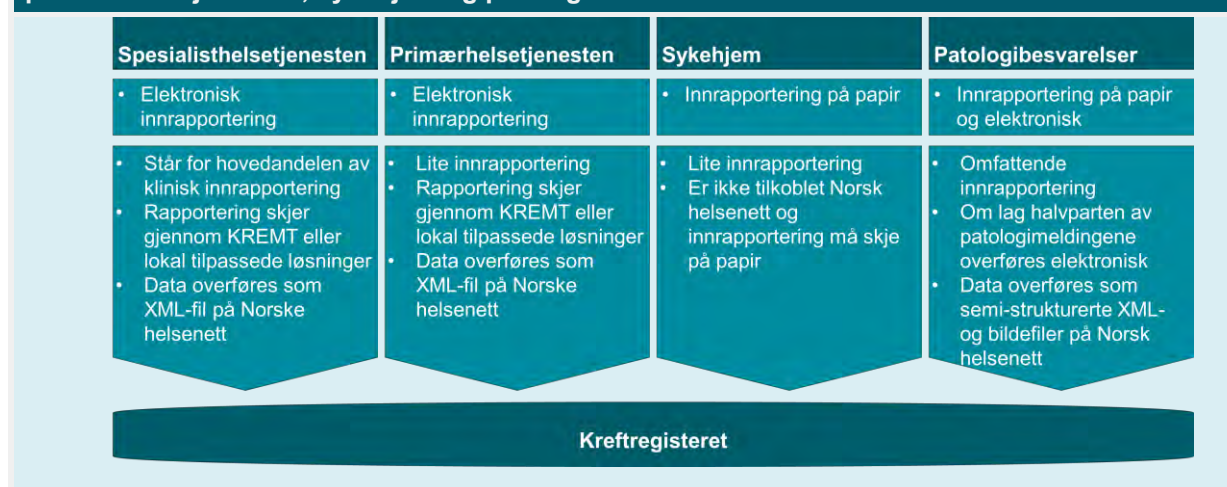 Spesialisthelsetjenesten
Elektronisk
innrapportering
Står for hovedandelen av
klinisk innrapportering
Rapportering skjer
gjennom KREMT eller
lokal tilpassede løsninger
Data overføres som
XML-fil på Norske
helsenett
Primærhelsetjenesten
Elektronisk
innrapportering
Lite innrapportering
Rapportering skjer
gjennom KREMT eller
lokal tilpassede løsninger
Data overføres som
XML-fil på Norske
helsenett
Sykehjem
Innrapportering på papir
Lite innrapportering
Er ikke tilkoblet Norsk
helsenett og
innrapportering må skje
på papir
Patologibesvarelser
Innrapportering på papir
og elektronisk
Omfattende
innrapportering
Om lag halvparten av
patologimeldingene
overføres elektronisk
Data overføres som
semi-strukturerte XML-
og bildefiler på Norsk
helsenett
Kreftregisteret